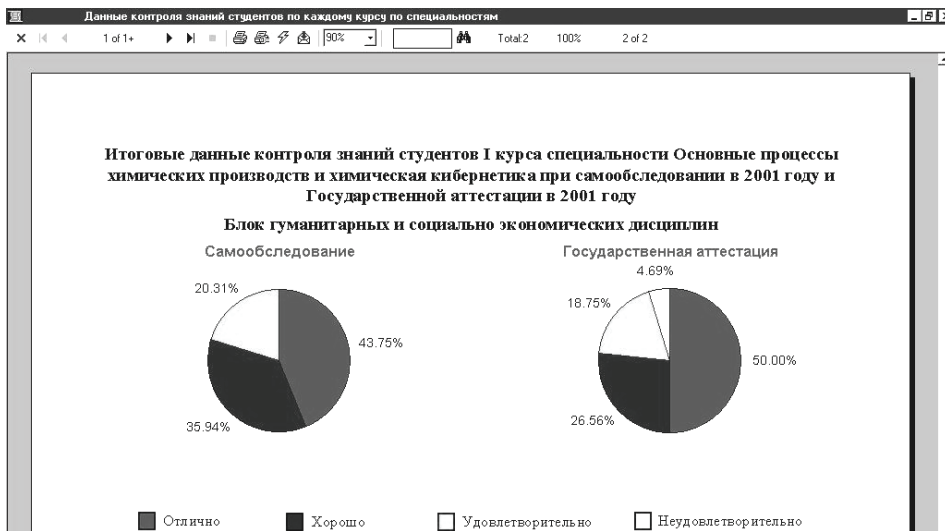 Данные контроля знаний студентов по каждому курсу по специальностям
1 of 1+ 90% Total:2 100% 2 of 2
Итоговые данные контроля знаний студентов I курса специальности Основные процессы
химических производств и химическая кибернетика при самообследовании в 2001 году и
Государственной аттестации в 2001 году
Блок гуманитарных и социально экономических дисциплин
Самообследование
20.31%
43.75%
35.94%
Государственная аттестация
4.69%
18.75%
50.00%
26.56%
Отлично Хорошо Удовлетворительно Неудовлетворительно